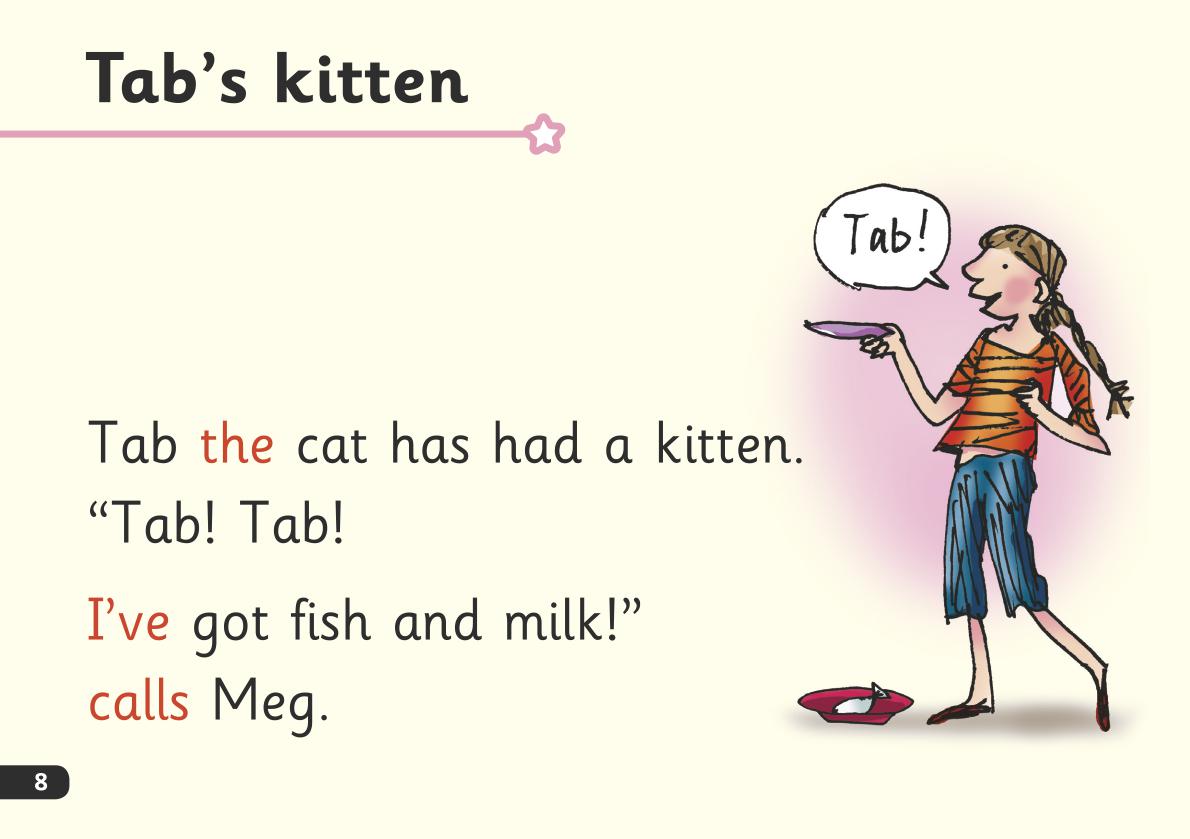 Tab’s kitten
Tab!
Tab the cat has had a kitten.
“Tab! Tab!
I’ve got fish and milk!”
calls Meg.
8